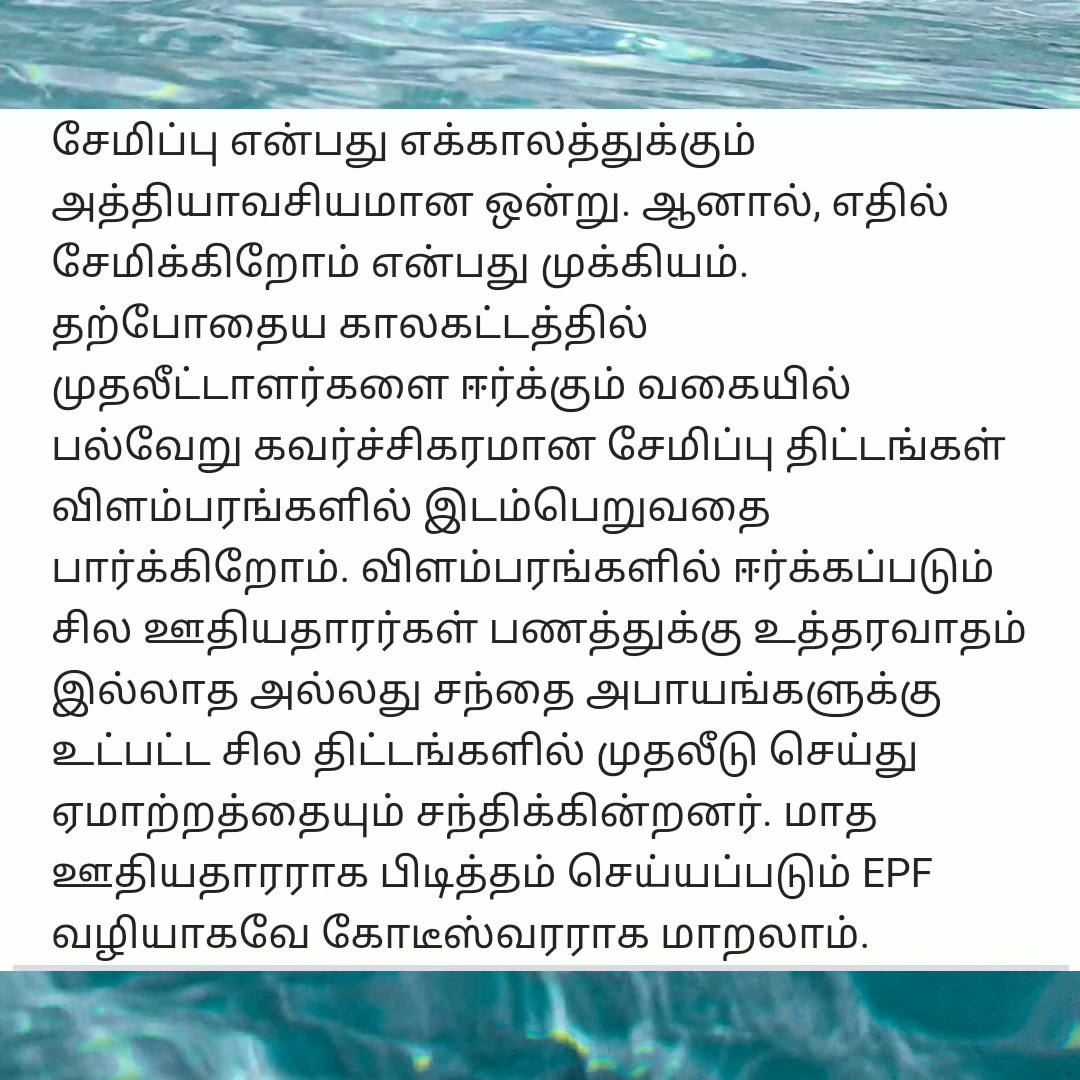 சேமிப்பு என்பது எக்காலத்துக்கும்
அத்தியாவசியமான ஒன்று. ஆனால், எதில்
சேமிக்கிறோம் என்பது முக்கியம்.
தற்போதைய காலகட்டத்தில்
முதலீட்டாளர்களை ஈர்க்கும் வகையில்
பல்வேறு கவர்ச்சிகரமான சேமிப்பு திட்டங்கள்
விளம்பரங்களில் இடம்பெறுவதை
பார்க்கிறோம். விளம்பரங்களில் ஈர்க்கப்படும்
சில ஊதியதாரர்கள் பணத்துக்கு உத்தரவாதம்
இல்லாத அல்லது சந்தை அபாயங்களுக்கு
உட்பட்ட சில திட்டங்களில் முதலீடு செய்து
ஏமாற்றத்தையும் சந்திக்கின்றனர். மாத
ஊதியதாரராக பிடித்தம் செய்யப்படும் EPF
வழியாகவே கோடீஸ்வரராக மாறலாம்.